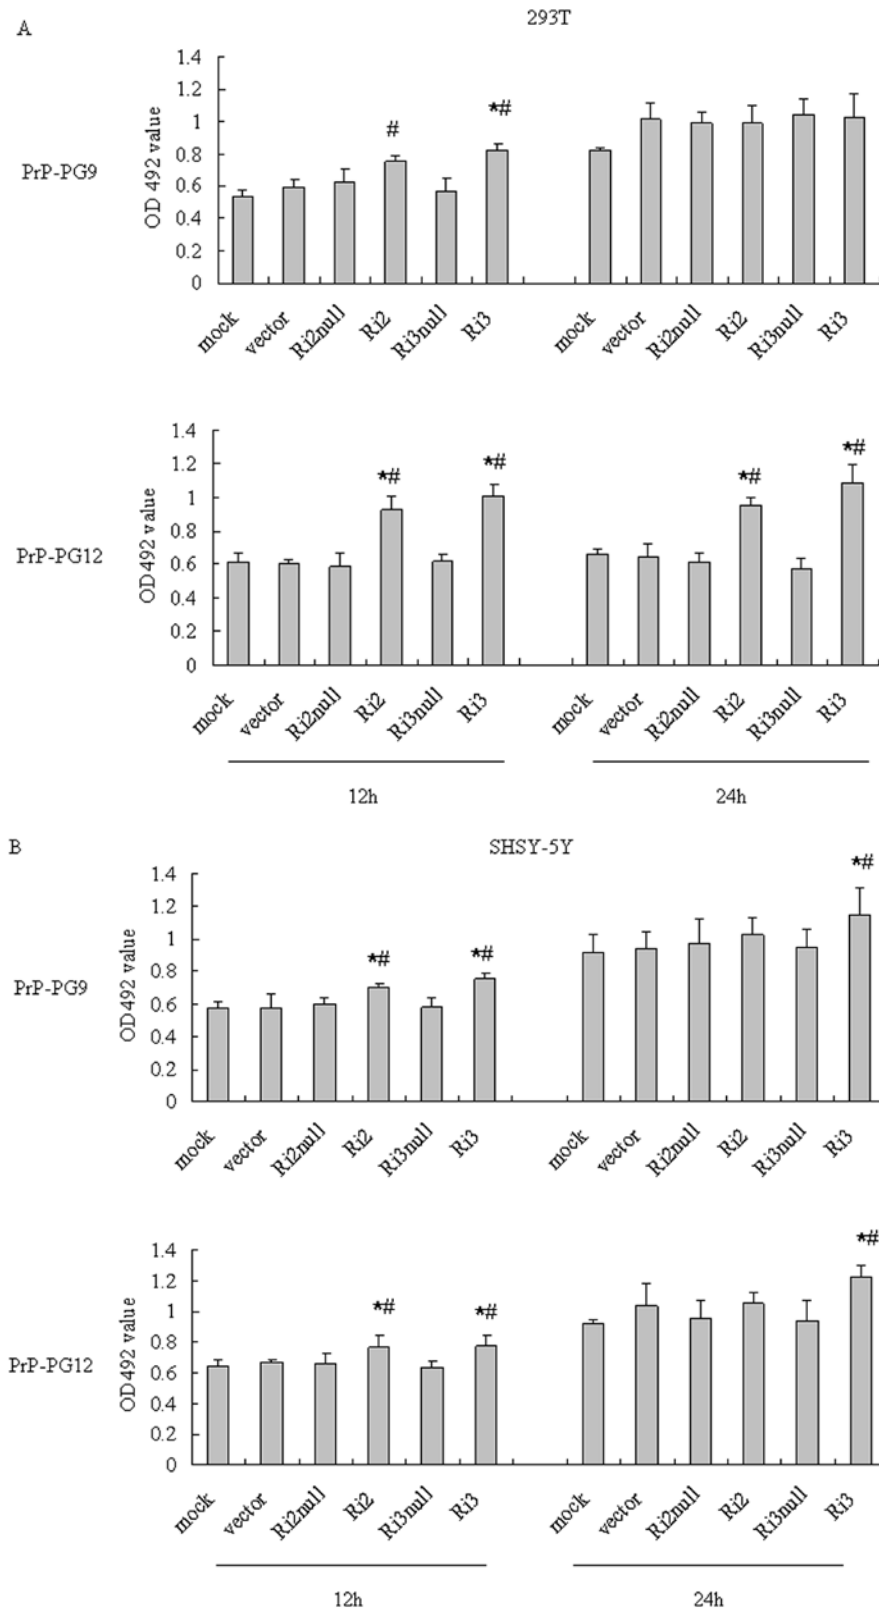 A
293T
PrP-PG9
OD 492 value
1.4
1.2
1
0.8
0.6
0.4
0.2
0
#
*#
mock
vector
Ri2null
Ri2
Ri3null
Ri3
mock
vector
Ri2null
Ri2
Ri3null
Ri3
PrP-PG12
OD492 value
1.4
1.2
1
0.8
0.6
0.4
0.2
0
*#
*#
*#
*#
mock
vector
Ri2null
Ri2
Ri3null
Ri3
mock
vector
Ri2null
Ri2
Ri3null
Ri3
12h
24h
B
SHSY-5Y
PrP-PG9
OD492 value
1.4
1.2
1
0.8
0.6
0.4
0.2
0
*#
*#
*#
mock
vector
Ri2null
Ri2
Ri3null
Ri3
mock
vector
Ri2null
Ri2
Ri3null
Ri3
PrP-PG12
OD492 value
1.4
1.2
1
0.8
0.6
0.4
0.2
0
*#
*#
*#
mock
vector
Ri2null
Ri2
Ri3null
Ri3
mock
vector
Ri2null
Ri2
Ri3null
Ri3
12h
24h